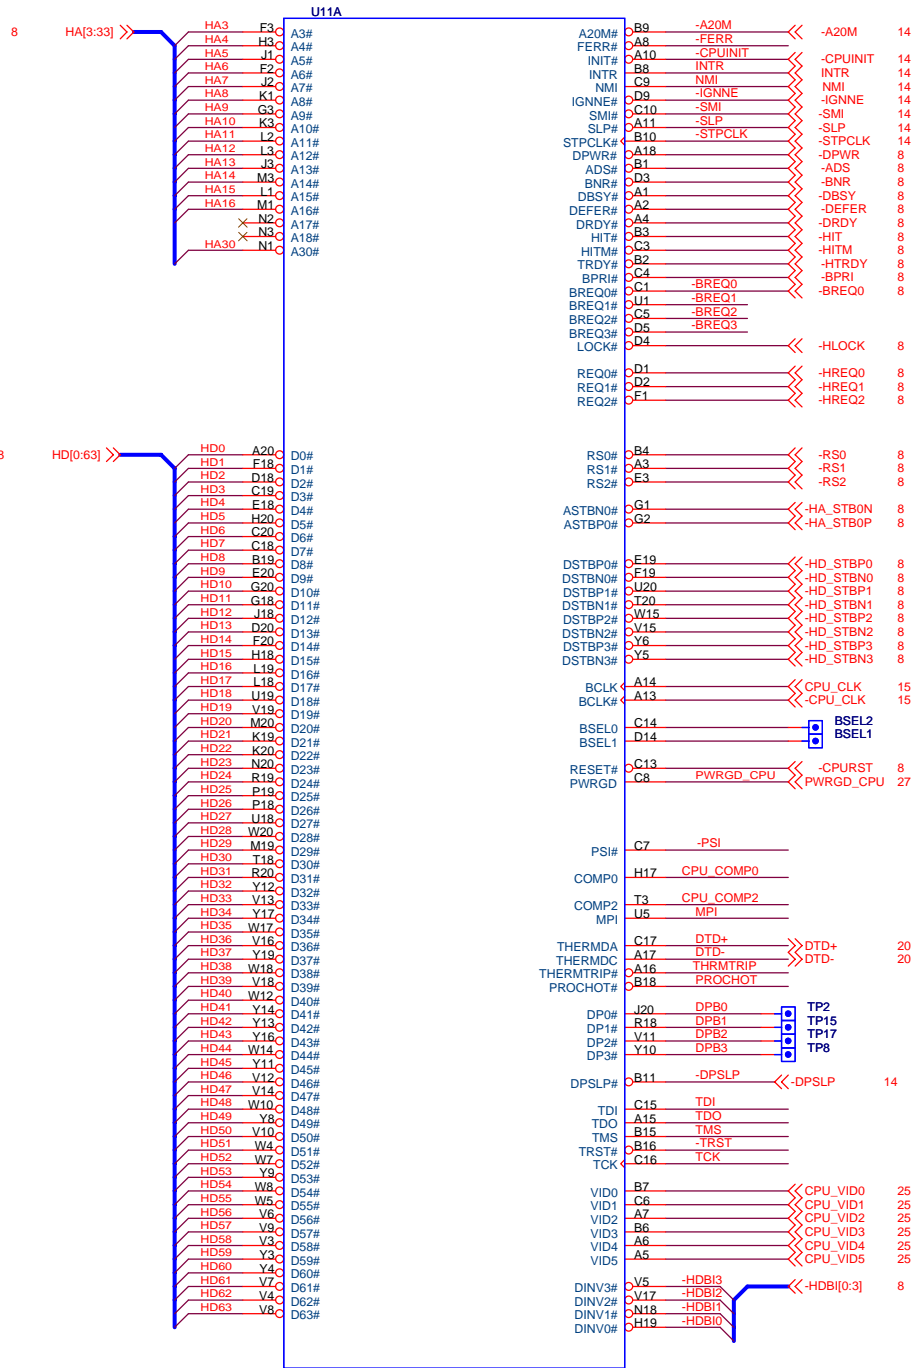 U11A
8 HA[3:33]
HA3 F3 A3#
HA4 H3 A4#
HA5 J1 A5#
HA6 F2 A6#
HA7 J2 A7#
HA8 K1 A8#
HA9 G3 A9#
HA10 K3 A10#
HA11 L2 A11#
HA12 L3 A12#
HA13 J3 A13#
HA14 M3 A14#
HA15 L1 A15#
HA16 M1 A16#
N2 A17#
N3 A18#
HA30 N1 A30#
HD[0:63]
HD0 A20 D0#
HD1 F18 D1#
HD2 D18 D2#
HD3 C19 D3#
HD4 E18 D4#
HD5 H20 D5#
HD6 C20 D6#
HD7 C18 D7#
HD8 B19 D8#
HD9 E20 D9#
HD10 G20 D10#
HD11 G18 D11#
HD12 J18 D12#
HD13 D20 D13#
HD14 F20 D14#
HD15 H18 D15#
HD16 L19 D16#
HD17 L18 D17#
HD18 U19 D18#
HD19 V19 D19#
HD20 M20 D20#
HD21 K19 D21#
HD22 K20 D22#
HD23 N20 D23#
HD24 R19 D24#
HD25 P19 D25#
HD26 P18 D26#
HD27 U18 D27#
HD28 W20 D28#
HD29 M19 D29#
HD30 T18 D30#
HD31 R20 D31#
HD32 Y12 D32#
HD33 V13 D33#
HD34 Y17 D34#
HD35 W17 D35#
HD36 V16 D36#
HD37 Y19 D37#
HD38 W18 D38#
HD39 V18 D39#
HD40 W12 D40#
HD41 Y14 D41#
HD42 Y13 D42#
HD43 Y16 D43#
HD44 W14 D44#
HD45 Y11 D45#
HD46 V12 D46#
HD47 V14 D47#
HD48 W10 D48#
HD49 Y8 D49#
HD50 V10 D50#
HD51 W4 D51#
HD52 W7 D52#
HD53 Y9 D53#
HD54 W8 D54#
HD55 W5 D55#
HD56 V6 D56#
HD57 V9 D57#
HD58 V3 D58#
HD59 Y3 D59#
HD60 Y4 D60#
HD61 V7 D61#
HD62 V4 D62#
HD63 V8 D63#
A20M# B9 -A20M -A20M 14
FERR# A8 -FERR
INIT# A10 -CPUINIT -CPUINIT 14
INTR B8 INTR INTR 14
NMI C9 NMI NMI 14
IGNNE# D9 -IGNNE -IGNNE 14
SMI# C10 -SMI -SMI 14
SLP# A11 -SLP -SLP 14
STPCLK# B10 -STPCLK -STPCLK 14
DPWR# A18 -DPWR 8
ADS# B1 -ADS 8
BNR# D3 -BNR 8
DBSY# A1 -DBSY 8
DEFER# A2 -DEFER 8
DRDY# A4 -DRDY 8
HIT# B3 -HIT 8
HITM# C3 -HITM 8
TRDY# B2 -HTRDY 8
BPRI# C4 -BPRI 8
BREQ0# C1 -BREQ0 -BREQ0 8
BREQ1# U1 -BREQ1
BREQ2# C5 -BREQ2
BREQ3# D5 -BREQ3
LOCK# D4 -HLOCK 8
REQ0# D1 -HREQ0 8
REQ1# D2 -HREQ1 8
REQ2# F1 -HREQ2 8
RS0# B4 -RS0 8
RS1# A3 -RS1 8
RS2# E3 -RS2 8
ASTBN0# G1 -HA_STB0N 8
ASTBP0# G2 -HA_STB0P 8
DSTBP0# E19 -HD_STBP0 8
DSTBN0# F19 -HD_STBN0 8
DSTBP1# U20 -HD_STBP1 8
DSTBN1# T20 -HD_STBN1 8
DSTBP2# W15 -HD_STBP2 8
DSTBN2# V15 -HD_STBN2 8
DSTBP3# Y6 -HD_STBP3 8
DSTBN3# Y5 -HD_STBN3 8
BCLK A14 CPU_CLK 15
BCLK# A13 -CPU_CLK 15
BSEL0 C14 BSEL2
BSEL1 D14 BSEL1
RESET# C13 -CPURST 8
PWRGD C8 PWRGD_CPU PWRGD_CPU 27
PSI# C7 -PSI
COMP0 H17 CPU_COMP0
COMP2 T3 CPU_COMP2
MPI U5 MPI
THERMDA C17 DTD+ DTD+ 20
THERMDC A17 DTD- DTD- 20
THERMTRIP# A16 THRMTRIP
PROCHOT# B18 PROCHOT
DP0# J20 DPB0 TP2
DP1# R18 DPB1 TP15
DP2# V11 DPB2 TP17
DP3# Y10 DPB3 TP8
DPSLP# B11 -DPSLP -DPSLP 14
TDI C15 TDI
TDO A15 TDO
TMS B15 TMS
TRST# B16 -TRST
TCK C16 TCK
VID0 B7 CPU_VID0 25
VID1 C6 CPU_VID1 25
VID2 A7 CPU_VID2 25
VID3 B6 CPU_VID3 25
VID4 A6 CPU_VID4 25
VID5 A5 CPU_VID5 25
DINV3# V5 -HDBI3 -HDBI[0:3] 8
DINV2# V17 -HDBI2
DINV1# N18 -HDBI1
DINV0# H19 -HDBI0